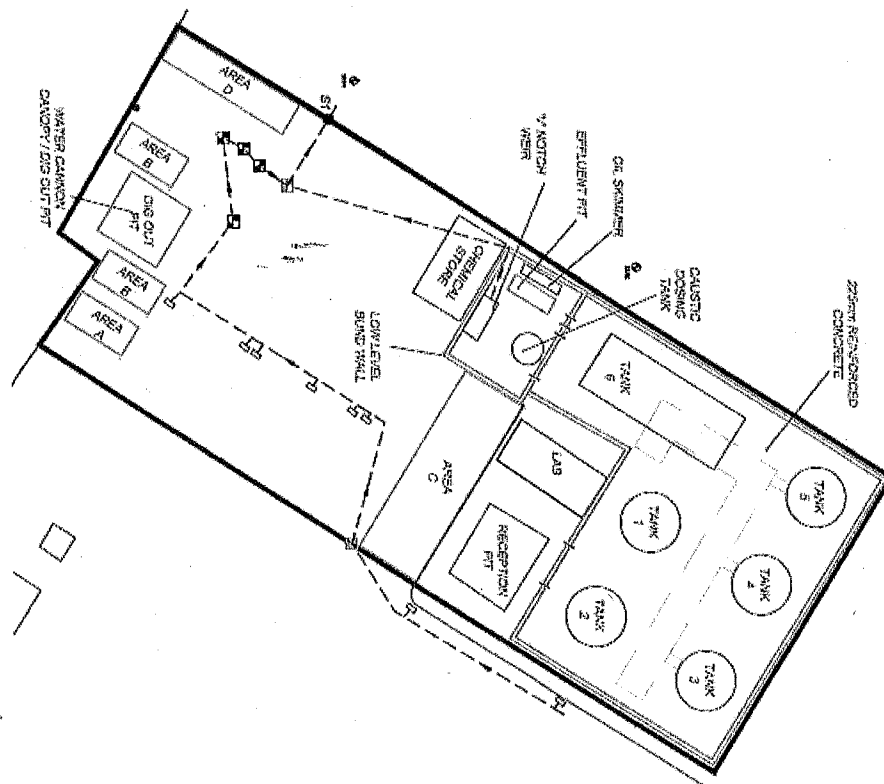 AREA
D
S1
'V' NOTCH
WEIR
EFFLUENT PIT
OIL SKIMMER
CAUSTIC
DOSING
TANK
225mm REINFORCED
CONCRETE
WATER CANNON
CANOPY / DIG OUT PIT
AREA
B
DIG OUT
PIT
AREA
B
AREA
A
CHEMICAL
STORE
LOW LEVEL
BUND WALL
AREA
C
LAB
RECEPTION
PIT
TANK
6
TANK
5
TANK
1
TANK
4
TANK
2
TANK
3